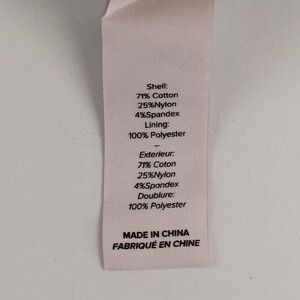 Shell:
71% Cotton
25%Nylon
4%Spandex
Lining:
100% Polyester
–
Exterieur:
71% Coton
25%Nylon
4%Spandex
Doublure:
100% Polyester
MADE IN CHINA
FABRIQUÉ EN CHINE